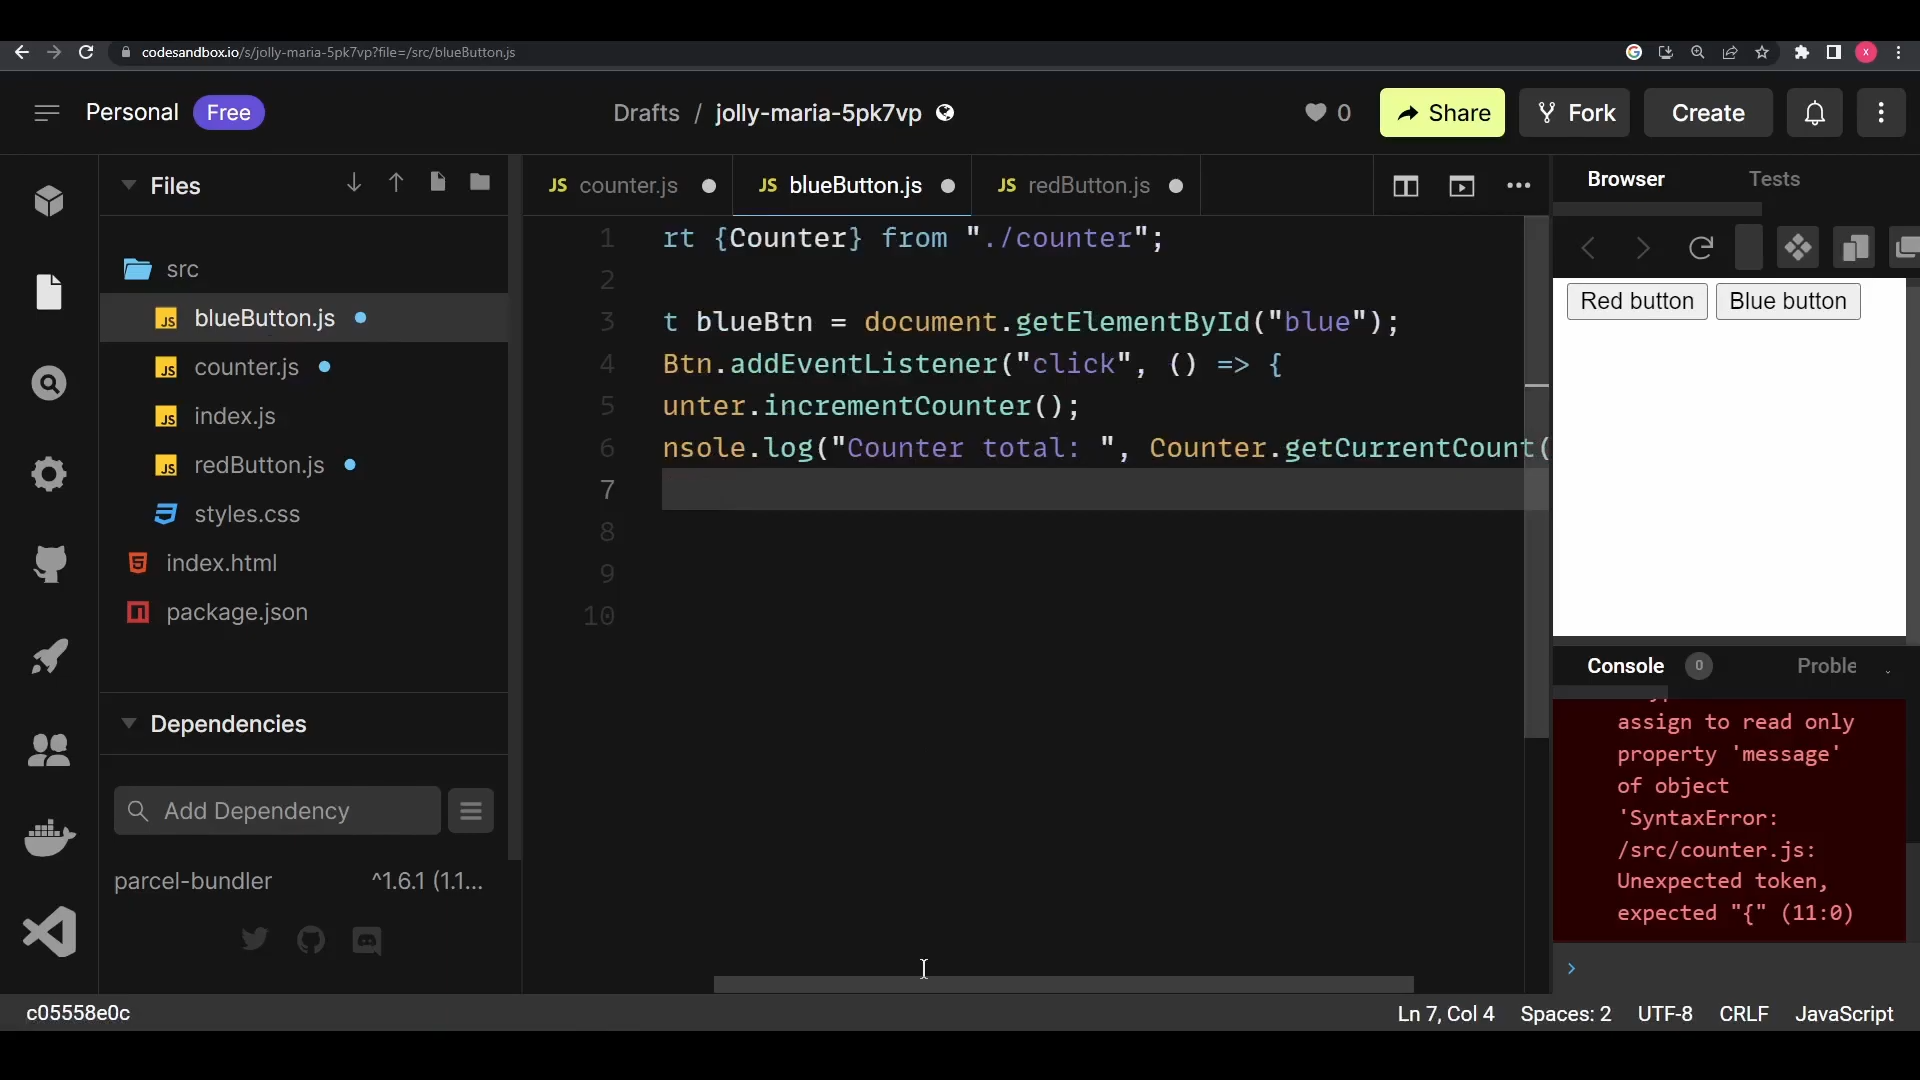 codesandbox.io/s/jolly-maria-5pk7vp?file=/src/blueButton.js
X
Personal Free
Drafts / jolly-maria-5pk7vp
0
Share
Fork
Create
Files
src
blueButton.js
counter.js
index.js
redButton.js
styles.css
index.html
package.json
Dependencies
Add Dependency
parcel-bundler ^1.6.1 (1.1...
JS counter.js
JS blueButton.js
JS redButton.js
1 rt {Counter} from "./counter";
2
3 t blueBtn = document.getElementById("blue");
4 Btn.addEventListener("click", () => {
5 unter.incrementCounter();
6 nsole.log("Counter total: ", Counter.getCurrentCount(
7
8
9
10
Browser Tests
Red button
Blue button
Console 0 Proble
assign to read only
property 'message'
of object
'SyntaxError:
/src/counter.js:
Unexpected token,
expected "{" (11:0)
c05558e0c
Ln 7, Col 4 Spaces: 2 UTF-8 CRLF JavaScript